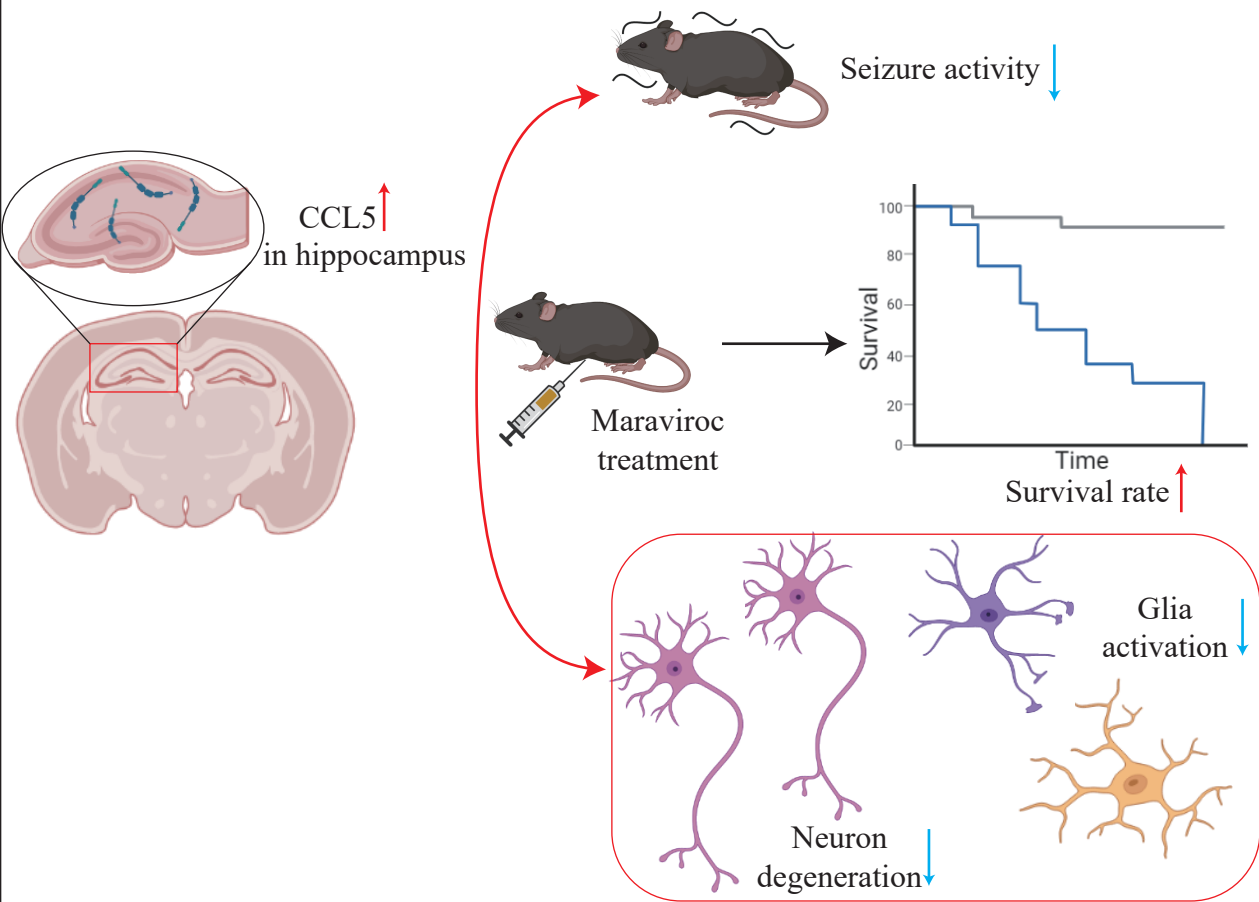 Seizure activity
CCL5
in hippocampus
Maraviroc
treatment
100
80
60
40
20
0
Survival
Time
Survival rate
Glia
activation
Neuron
degeneration